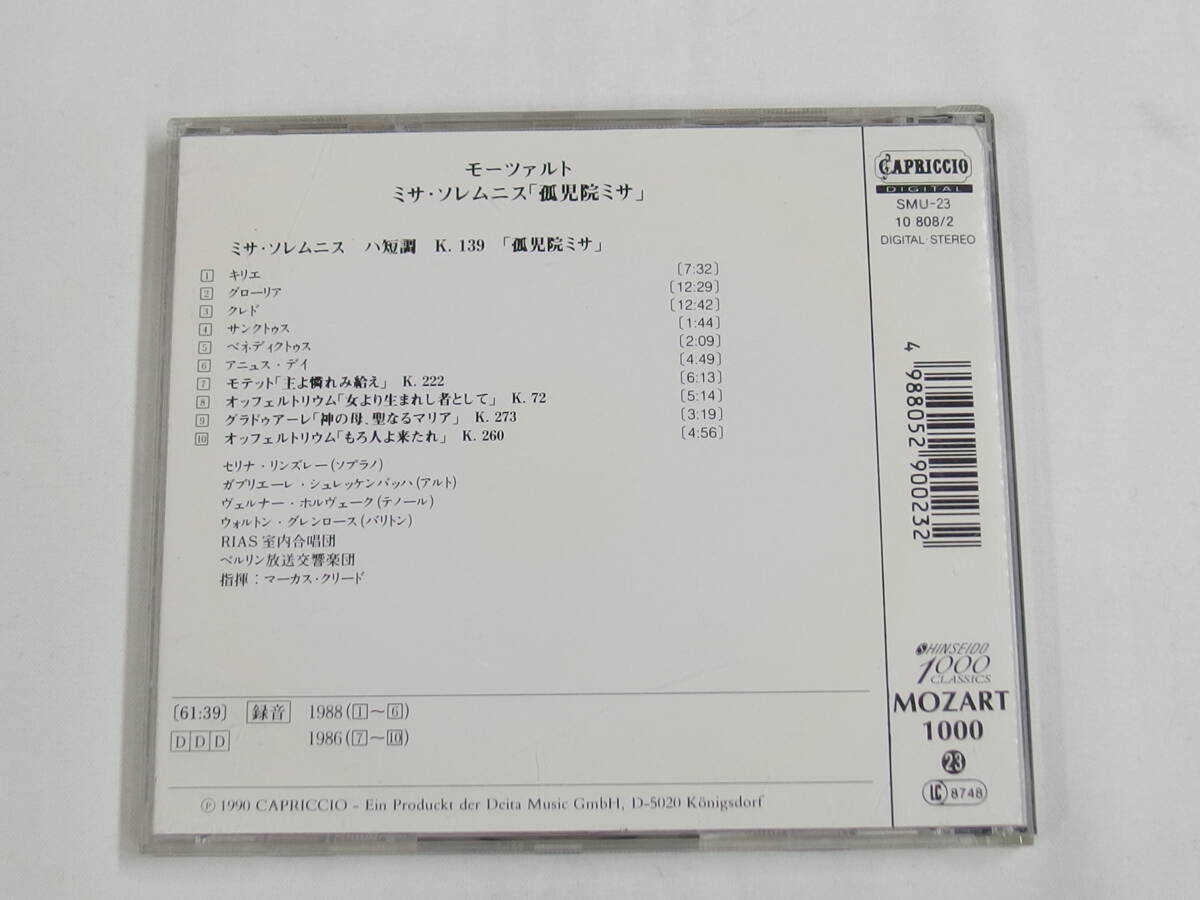 モーツァルト
ミサ・ソレムニス「孤児院ミサ」
ミサ・ソレムニス ハ短調 K. 139 「孤児院ミサ」
1 キリエ [7:32]
2 グローリア [12:29]
3 クレド [12:42]
4 サンクトゥス [1:44]
5 ベネディクトゥス [2:09]
6 アニュス・デイ [4:49]
7 モテット「主よ憐れみ給え」 K. 222 [6:13]
8 オッフェルトリウム「女より生まれし者として」 K. 72 [5:14]
9 グラドゥアーレ「神の母、聖なるマリア」 K. 273 [3:19]
10 オッフェルトリウム「もろ人よ来たれ」 K. 260 [4:56]
セリナ・リンズレー(ソプラノ)
ガブリエーレ・シュレッケンバッハ(アルト)
ヴェルナー・ホルヴェーク(テノール)
ウォルトン・グレンロース(バリトン)
RIAS室内合唱団
ベルリン放送交響楽団
指揮：マーカス・クリード
[61:39] 録音 1988(1～6)
DDD 1986(7～10)
Ⓟ 1990 CAPRICCIO - Ein Produckt der Deita Music GmbH, D-5020 Königsdorf
CAPRICCIO
DIGITAL
SMU-23
10 808/2
DIGITAL·STEREO
4 988052 900232
SHINSEIDO
1000
CLASSICS
MOZART
1000
23
LC 8748